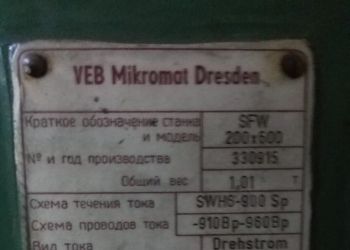 VEB Mikromat Dresden
Краткое обозначение станка SFW
и модель 200x600
№ и год производства 330915
Общий вес 1,01 т
Схема течения тока SWH6-900 Sp
Схема проводов тока -910Bp-960Bp
Вид тока Drehstrom